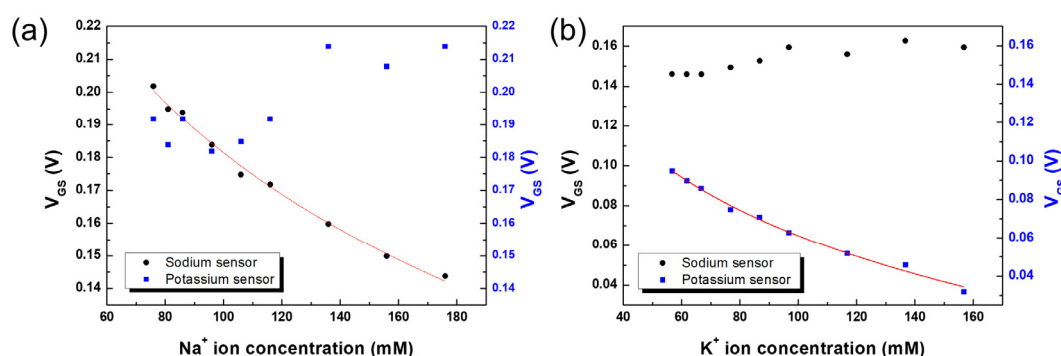 (a)
0.22
0.21
0.20
0.19
0.18
0.17
0.16
0.15
0.14
V_GS (V)
0.22
0.21
0.20
0.19
0.18
0.17
0.16
0.15
0.14
V_GS (V)
Sodium sensor
Potassium sensor
60 80 100 120 140 160 180
Na⁺ ion concentration (mM)
(b)
0.16
0.14
0.12
0.10
0.08
0.06
0.04
V_GS (V)
0.16
0.14
0.12
0.10
0.08
0.06
0.04
V_GS (V)
Sodium sensor
Potassium sensor
40 60 80 100 120 140 160
K⁺ ion concentration (mM)